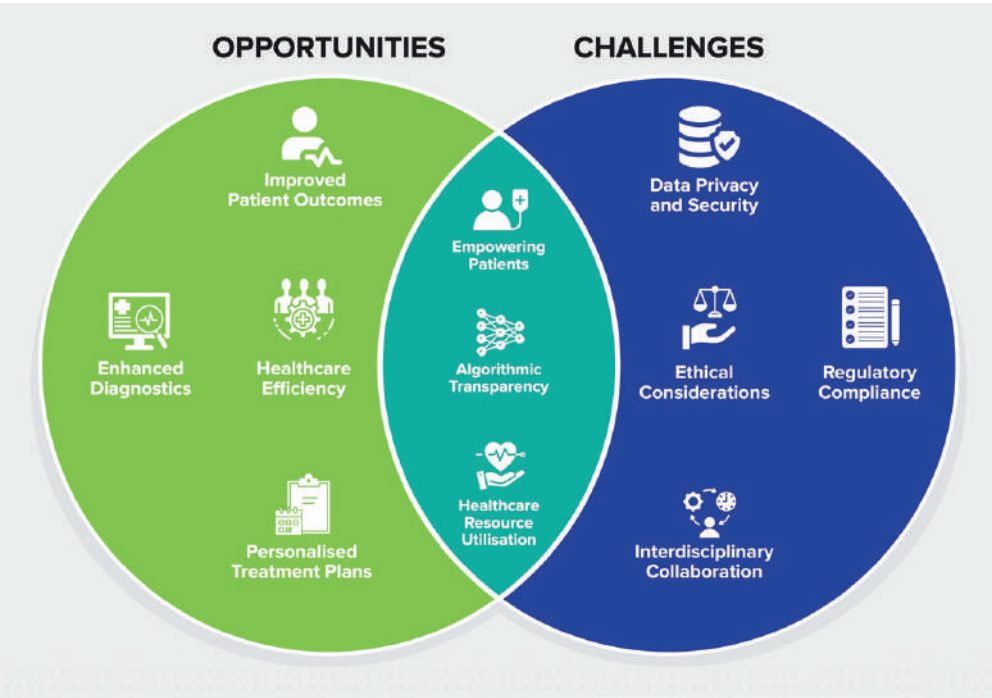 OPPORTUNITIES
CHALLENGES
Improved
Patient Outcomes
Enhanced
Diagnostics
Healthcare
Efficiency
Personalised
Treatment Plans
Empowering
Patients
Algorithmic
Transparency
Healthcare
Resource
Utilisation
Data Privacy
and Security
Ethical
Considerations
Regulatory
Compliance
Interdisciplinary
Collaboration